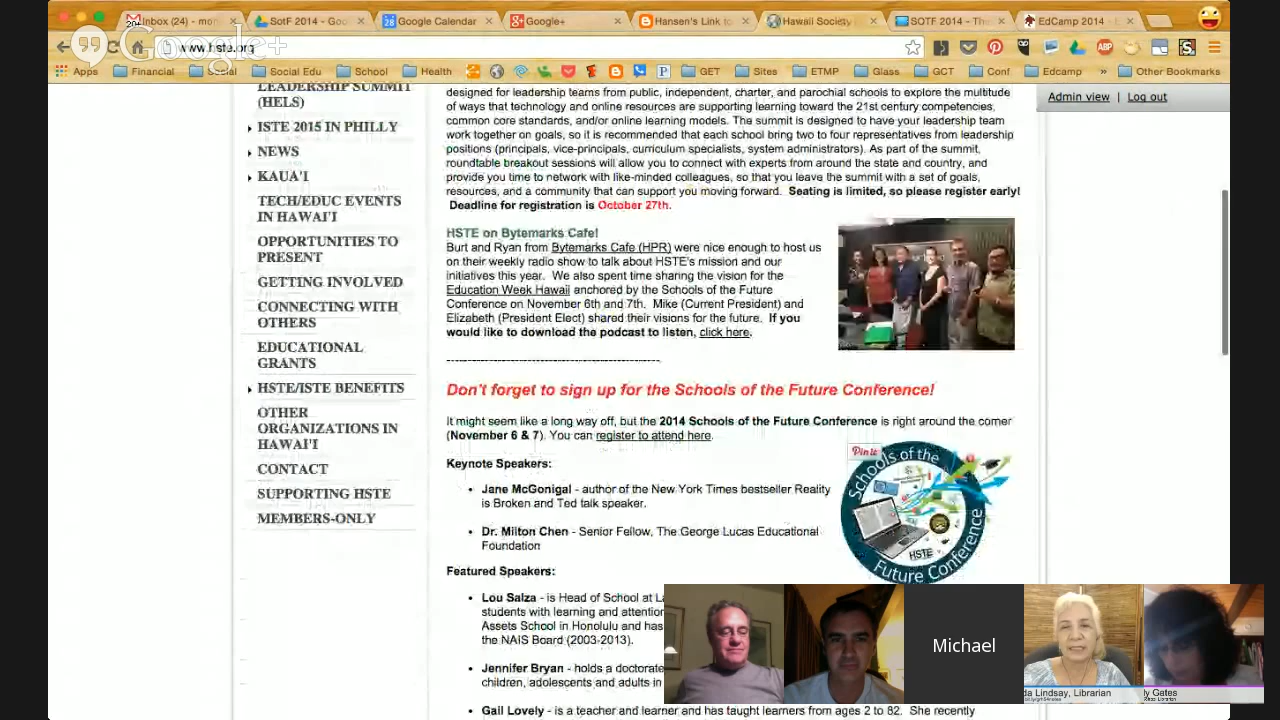 Inbox (24) - mor
SotF 2014 - Goo
Google Calendar
Google+
Hansen's Link to
Hawaii Society
SOTF 2014 - The
EdCamp 2014 - E
Google+
www.hste.org
Apps
Financial
Social
Social Edu
School
Health
GET
Sites
ETMP
Glass
GCT
Conf
Edcamp
»
Other Bookmarks
Admin view | Log out
LEADERSHIP SUMMIT
(HELS)
ISTE 2015 IN PHILLY
NEWS
KAUA'I
TECH/EDUC EVENTS
IN HAWAI'I
OPPORTUNITIES TO
PRESENT
GETTING INVOLVED
CONNECTING WITH
OTHERS
EDUCATIONAL
GRANTS
HSTE/ISTE BENEFITS
OTHER
ORGANIZATIONS IN
HAWAI'I
CONTACT
SUPPORTING HSTE
MEMBERS-ONLY
designed for leadership teams from public, independent, charter, and parochial schools to explore the multitude
of ways that technology and online resources are supporting learning toward the 21st century competencies,
common core standards, and/or online learning models. The summit is designed to have your leadership team
work together on goals, so it is recommended that each school bring two to four representatives from leadership
positions (principals, vice-principals, curriculum specialists, system administrators). As part of the summit,
roundtable breakout sessions will allow you to connect with experts from around the state and country, and
provide you time to network with like-minded colleagues, so that you leave the summit with a set of goals,
resources, and a community that can support you moving forward. Seating is limited, so please register early!
Deadline for registration is October 27th.
HSTE on Bytemarks Cafe!
Burt and Ryan from Bytemarks Cafe (HPR) were nice enough to host us
on their weekly radio show to talk about HSTE's mission and our
initiatives this year. We also spent time sharing the vision for the
Education Week Hawaii anchored by the Schools of the Future
Conference on November 6th and 7th. Mike (Current President) and
Elizabeth (President Elect) shared their visions for the future. If you
would like to download the podcast to listen, click here.
------------------------------------------------
Don't forget to sign up for the Schools of the Future Conference!
It might seem like a long way off, but the 2014 Schools of the Future Conference is right around the corner
(November 6 & 7). You can register to attend here.
Keynote Speakers:
Jane McGonigal - author of the New York Times bestseller Reality
is Broken and Ted talk speaker.
Dr. Milton Chen - Senior Fellow, The George Lucas Educational
Foundation
Pin it
Schools of the
HSTE
Future Conference
Featured Speakers:
Lou Salza - is Head of School at La
students with learning and attention
Assets School in Honolulu and has
the NAIS Board (2003-2013).
Jennifer Bryan - holds a doctorate
children, adolescents and adults in
Gail Lovely - is a teacher and learner and has taught learners from ages 2 to 82. She recently
Michael
da Lindsay, Librarian
ly Gates